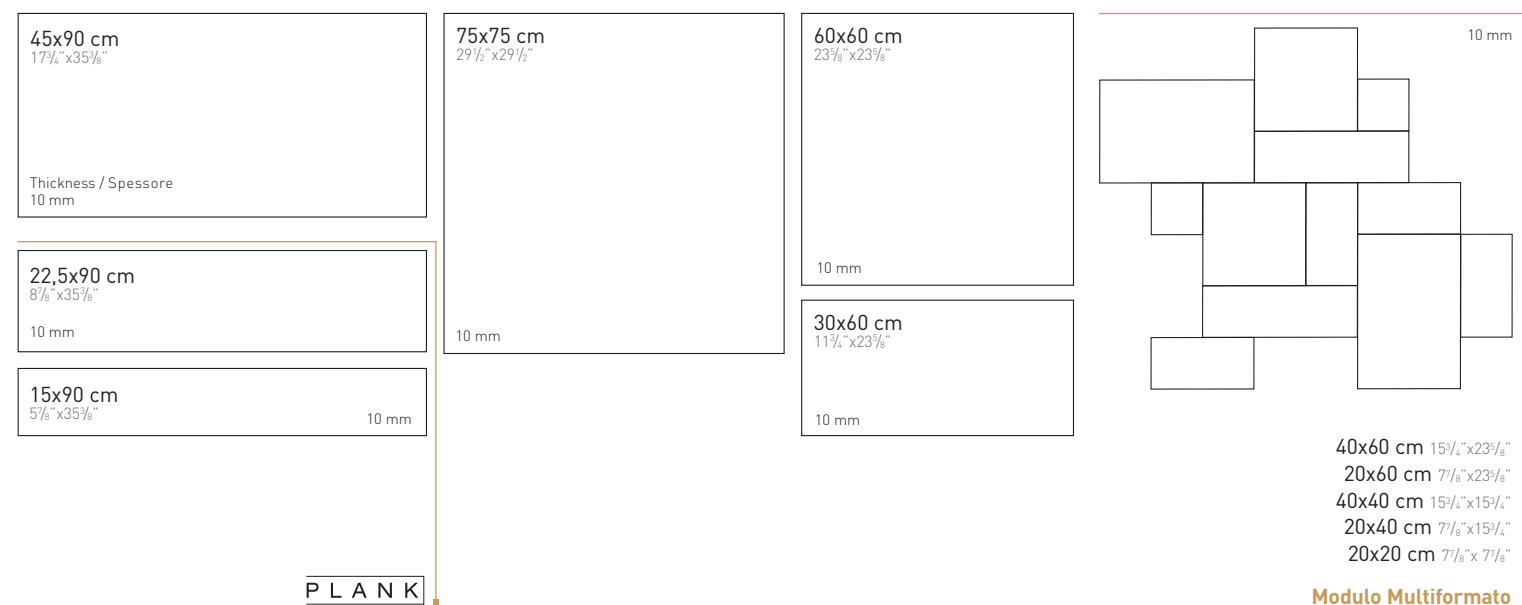 45x90 cm
17¾"x35⅜"
Thickness / Spessore
10 mm
22,5x90 cm
8⅞"x35⅜"
10 mm
15x90 cm
5⅞"x35⅜"
10 mm
PLANK
75x75 cm
29½"x29½"
10 mm
60x60 cm
23⅝"x23⅝"
10 mm
30x60 cm
11¾"x23⅝"
10 mm
10 mm
40x60 cm 15¾"x23⅝"
20x60 cm 7⅞"x23⅝"
40x40 cm 15¾"x15¾"
20x40 cm 7⅞"x15¾"
20x20 cm 7⅞"x 7⅞"
Modulo Multiformato